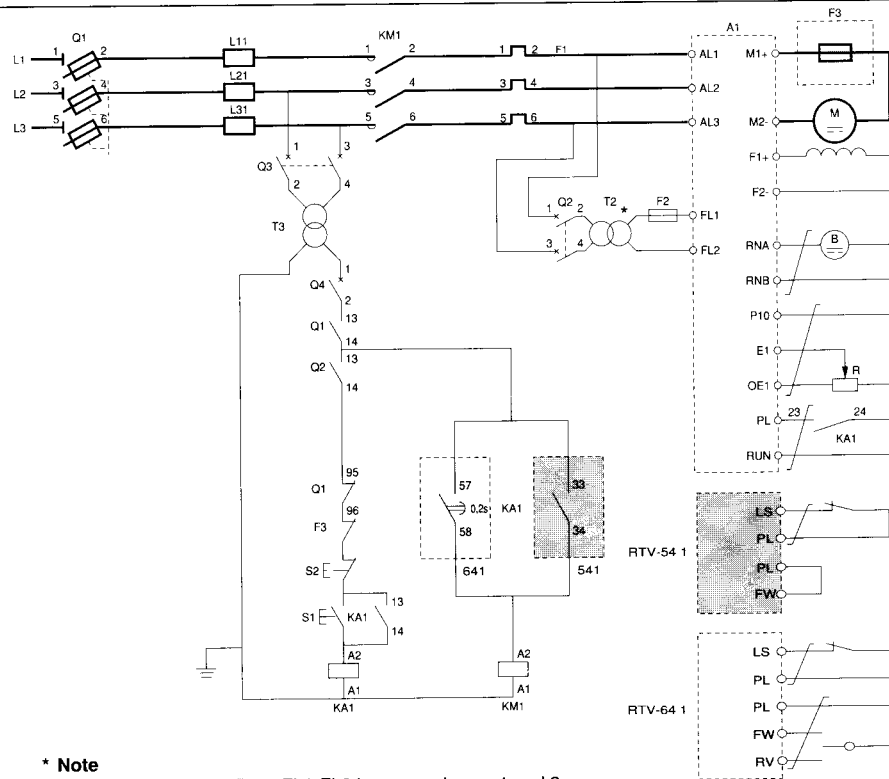 F3
A1
Q1
L11
KM1
L1 1 2 1 2 1 2 F1 AL1 M1+
L21
L2 3 4 3 4 3 4 AL2
L31
M
L3 5 6 5 6 5 6 AL3 M2-
1 3
F1+
Q3
2 4
F2-
Q2 T2 * F2
1 2 FL1
T3
B
3 4 FL2 RNA
1
Q4
RNB
2
13
P10
Q1
14
E1
13
Q2
R
14
OE1
PL 23 24
KA1
RUN
95
57 33
Q1
0,2s KA1
LS
96
58 34
F3
RTV-54 1
PL
641 541
PL
S2
FW
13
S1 KA1
14
A2 A2
LS
A1 A1
PL
KA1 KM1
RTV-64 1
PL
FW
* Note
RV